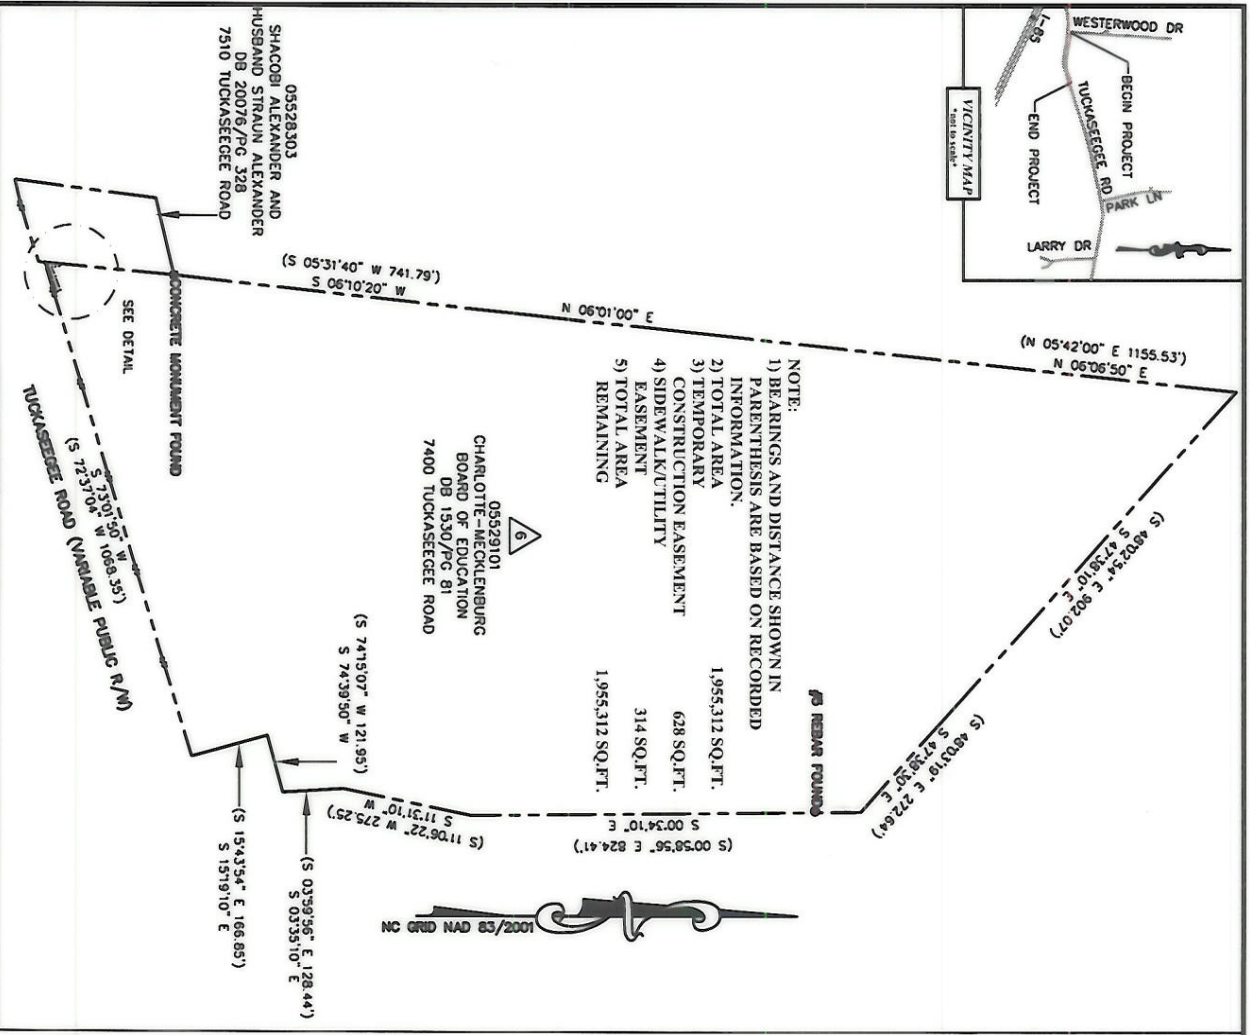 WESTERWOOD DR
I-85
BEGIN PROJECT
TUCKASEEGEE RD
END PROJECT
PARK LN
LARRY DR
VICINITY MAP
*not to scale*
05528303
SHACOBI ALEXANDER AND
HUSBAND STRAUN ALEXANDER
DB 20076/PG 328
7510 TUCKASEEGEE ROAD
CONCRETE MONUMENT FOUND
SEE DETAIL
(S 05°31'40" W 741.79')
S 06°10'20" W
N 06°01'00" E
(N 05°42'00" E 1155.53')
N 06°06'50" E
NOTE:
1) BEARINGS AND DISTANCE SHOWN IN
PARENTHESIS ARE BASED ON RECORDED
INFORMATION.
2) TOTAL AREA 1,955,312 SQ.FT.
3) TEMPORARY
CONSTRUCTION EASEMENT 628 SQ.FT.
4) SIDEWALK/UTILITY
EASEMENT 314 SQ.FT.
5) TOTAL AREA
REMAINING 1,955,312 SQ.FT.
6
05529101
CHARLOTTE-MECKLENBURG
BOARD OF EDUCATION
DB 1530/PG 81
7400 TUCKASEEGEE ROAD
(S 48°02'54" E 902.07')
S 47°38'10" E
(S 48°03'19" E 272.64')
S 47°38'30" E
#5 REBAR FOUND
S 00°34'10" E
(S 00°58'56" E 824.41')
S 11°31'10" W
(S 11°06'22" W 275.25')
(S 74°15'07" W 121.95')
S 74°39'50" W
(S 03°59'56" E 128.44')
S 03°35'10" E
(S 15°43'54" E 166.85')
S 15°19'10" E
S 73°01'50" W
(S 72°37'04" W 1068.35')
TUCKASEEGEE ROAD (VARIABLE PUBLIC R/W)
NC GRID NAD 83/2001